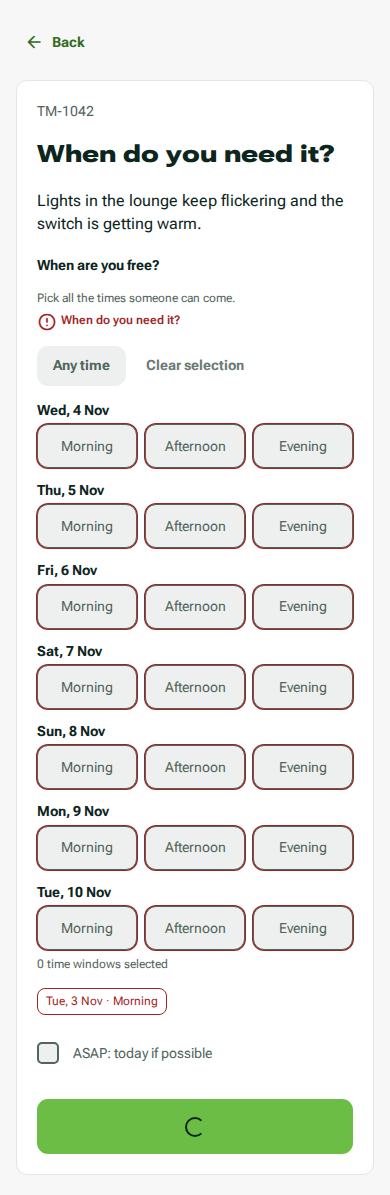 Back
TM-1042
When do you need it?
Lights in the lounge keep flickering and the
switch is getting warm.
When are you free?
Pick all the times someone can come.
When do you need it?
Any time Clear selection
Wed, 4 Nov
Morning Afternoon Evening
Thu, 5 Nov
Morning Afternoon Evening
Fri, 6 Nov
Morning Afternoon Evening
Sat, 7 Nov
Morning Afternoon Evening
Sun, 8 Nov
Morning Afternoon Evening
Mon, 9 Nov
Morning Afternoon Evening
Tue, 10 Nov
Morning Afternoon Evening
0 time windows selected
Tue, 3 Nov · Morning
ASAP: today if possible